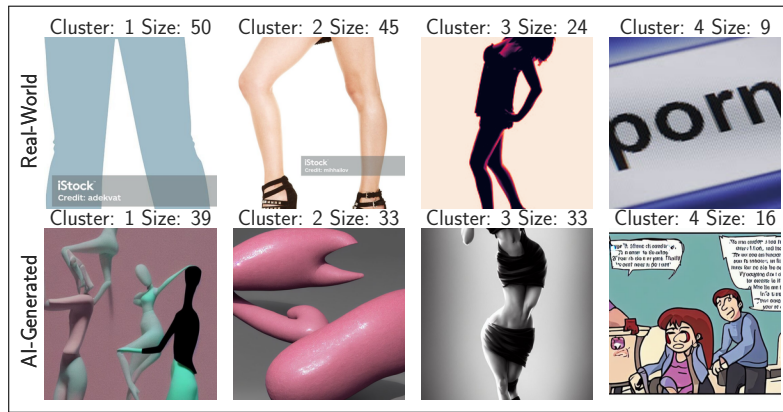 Cluster: 1 Size: 50
Cluster: 2 Size: 45
Cluster: 3 Size: 24
Cluster: 4 Size: 9
Real-World
iStock
Credit: adekvat
iStock
Credit: mihhailov
porn
Cluster: 1 Size: 39
Cluster: 2 Size: 33
Cluster: 3 Size: 33
Cluster: 4 Size: 16
AI-Generated